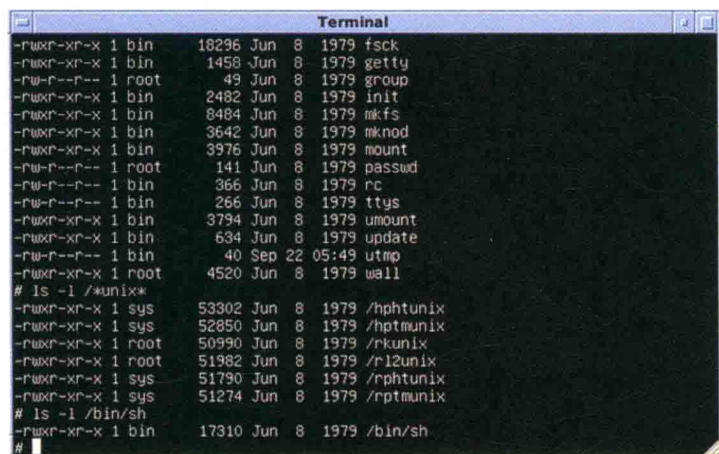 Terminal
-rwxr-xr-x 1 bin 18296 Jun 8 1979 fsck
-rwxr-xr-x 1 bin 1458 Jun 8 1979 getty
-rw-r--r-- 1 root 49 Jun 8 1979 group
-rwxr-xr-x 1 bin 2482 Jun 8 1979 init
-rwxr-xr-x 1 bin 8484 Jun 8 1979 mkfs
-rwxr-xr-x 1 bin 3642 Jun 8 1979 mknod
-rwxr-xr-x 1 bin 3976 Jun 8 1979 mount
-rw-r--r-- 1 root 141 Jun 8 1979 passwd
-rw-r--r-- 1 bin 366 Jun 8 1979 rc
-rw-r--r-- 1 bin 266 Jun 8 1979 ttys
-rwxr-xr-x 1 bin 3794 Jun 8 1979 umount
-rwxr-xr-x 1 bin 634 Jun 8 1979 update
-rw-r--r-- 1 bin 40 Sep 22 05:49 utmp
-rwxr-xr-x 1 root 4520 Jun 8 1979 wall
# ls -l /*unix*
-rwxr-xr-x 1 sys 53302 Jun 8 1979 /hphtunix
-rwxr-xr-x 1 sys 52850 Jun 8 1979 /hptmunix
-rwxr-xr-x 1 root 50990 Jun 8 1979 /rkunix
-rwxr-xr-x 1 root 51982 Jun 8 1979 /rl2unix
-rwxr-xr-x 1 sys 51790 Jun 8 1979 /rphtunix
-rwxr-xr-x 1 sys 51274 Jun 8 1979 /rptmunix
# ls -l /bin/sh
-rwxr-xr-x 1 bin 17310 Jun 8 1979 /bin/sh
#